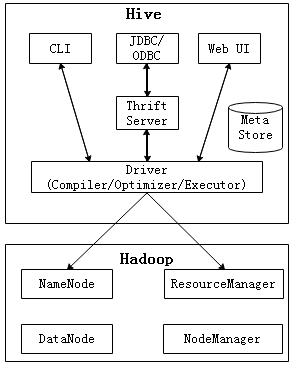 Hive
CLI
JDBC/
ODBC
Web UI
Thrift
Server
Meta
Store
Driver
(Compiler/Optimizer/Executor)
Hadoop
NameNode
ResourceManager
DataNode
NodeManager